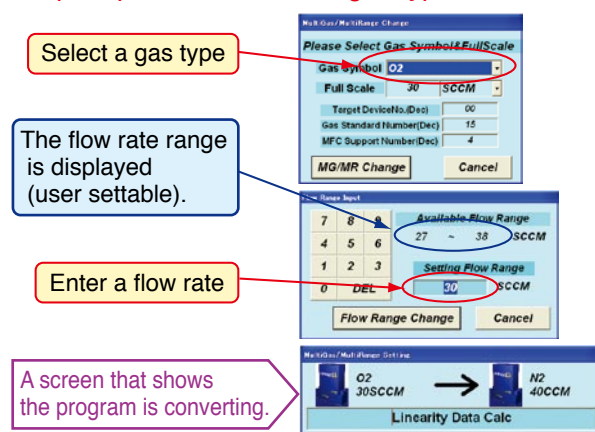 MultiGas/MultiRange Change
Please Select Gas Symbol&FullScale
Select a gas type
Gas Symbol O2
Full Scale 30 SCCM
Target DeviceNo.(Dec) 00
Gas Standard Number(Dec) 15
MFC Support Number(Dec) 4
MG/MR Change Cancel
The flow rate range
is displayed
(user settable).
Flow Range Input
7 8 9 Available Flow Range
27 ~ 38 SCCM
4 5 6
1 2 3 Setting Flow Range
Enter a flow rate
0 DEL 30 SCCM
Flow Range Change Cancel
MultiGas/MultiRange Setting
A screen that shows
the program is converting.
O2 N2
30SCCM 40CCM
Linearity Data Calc